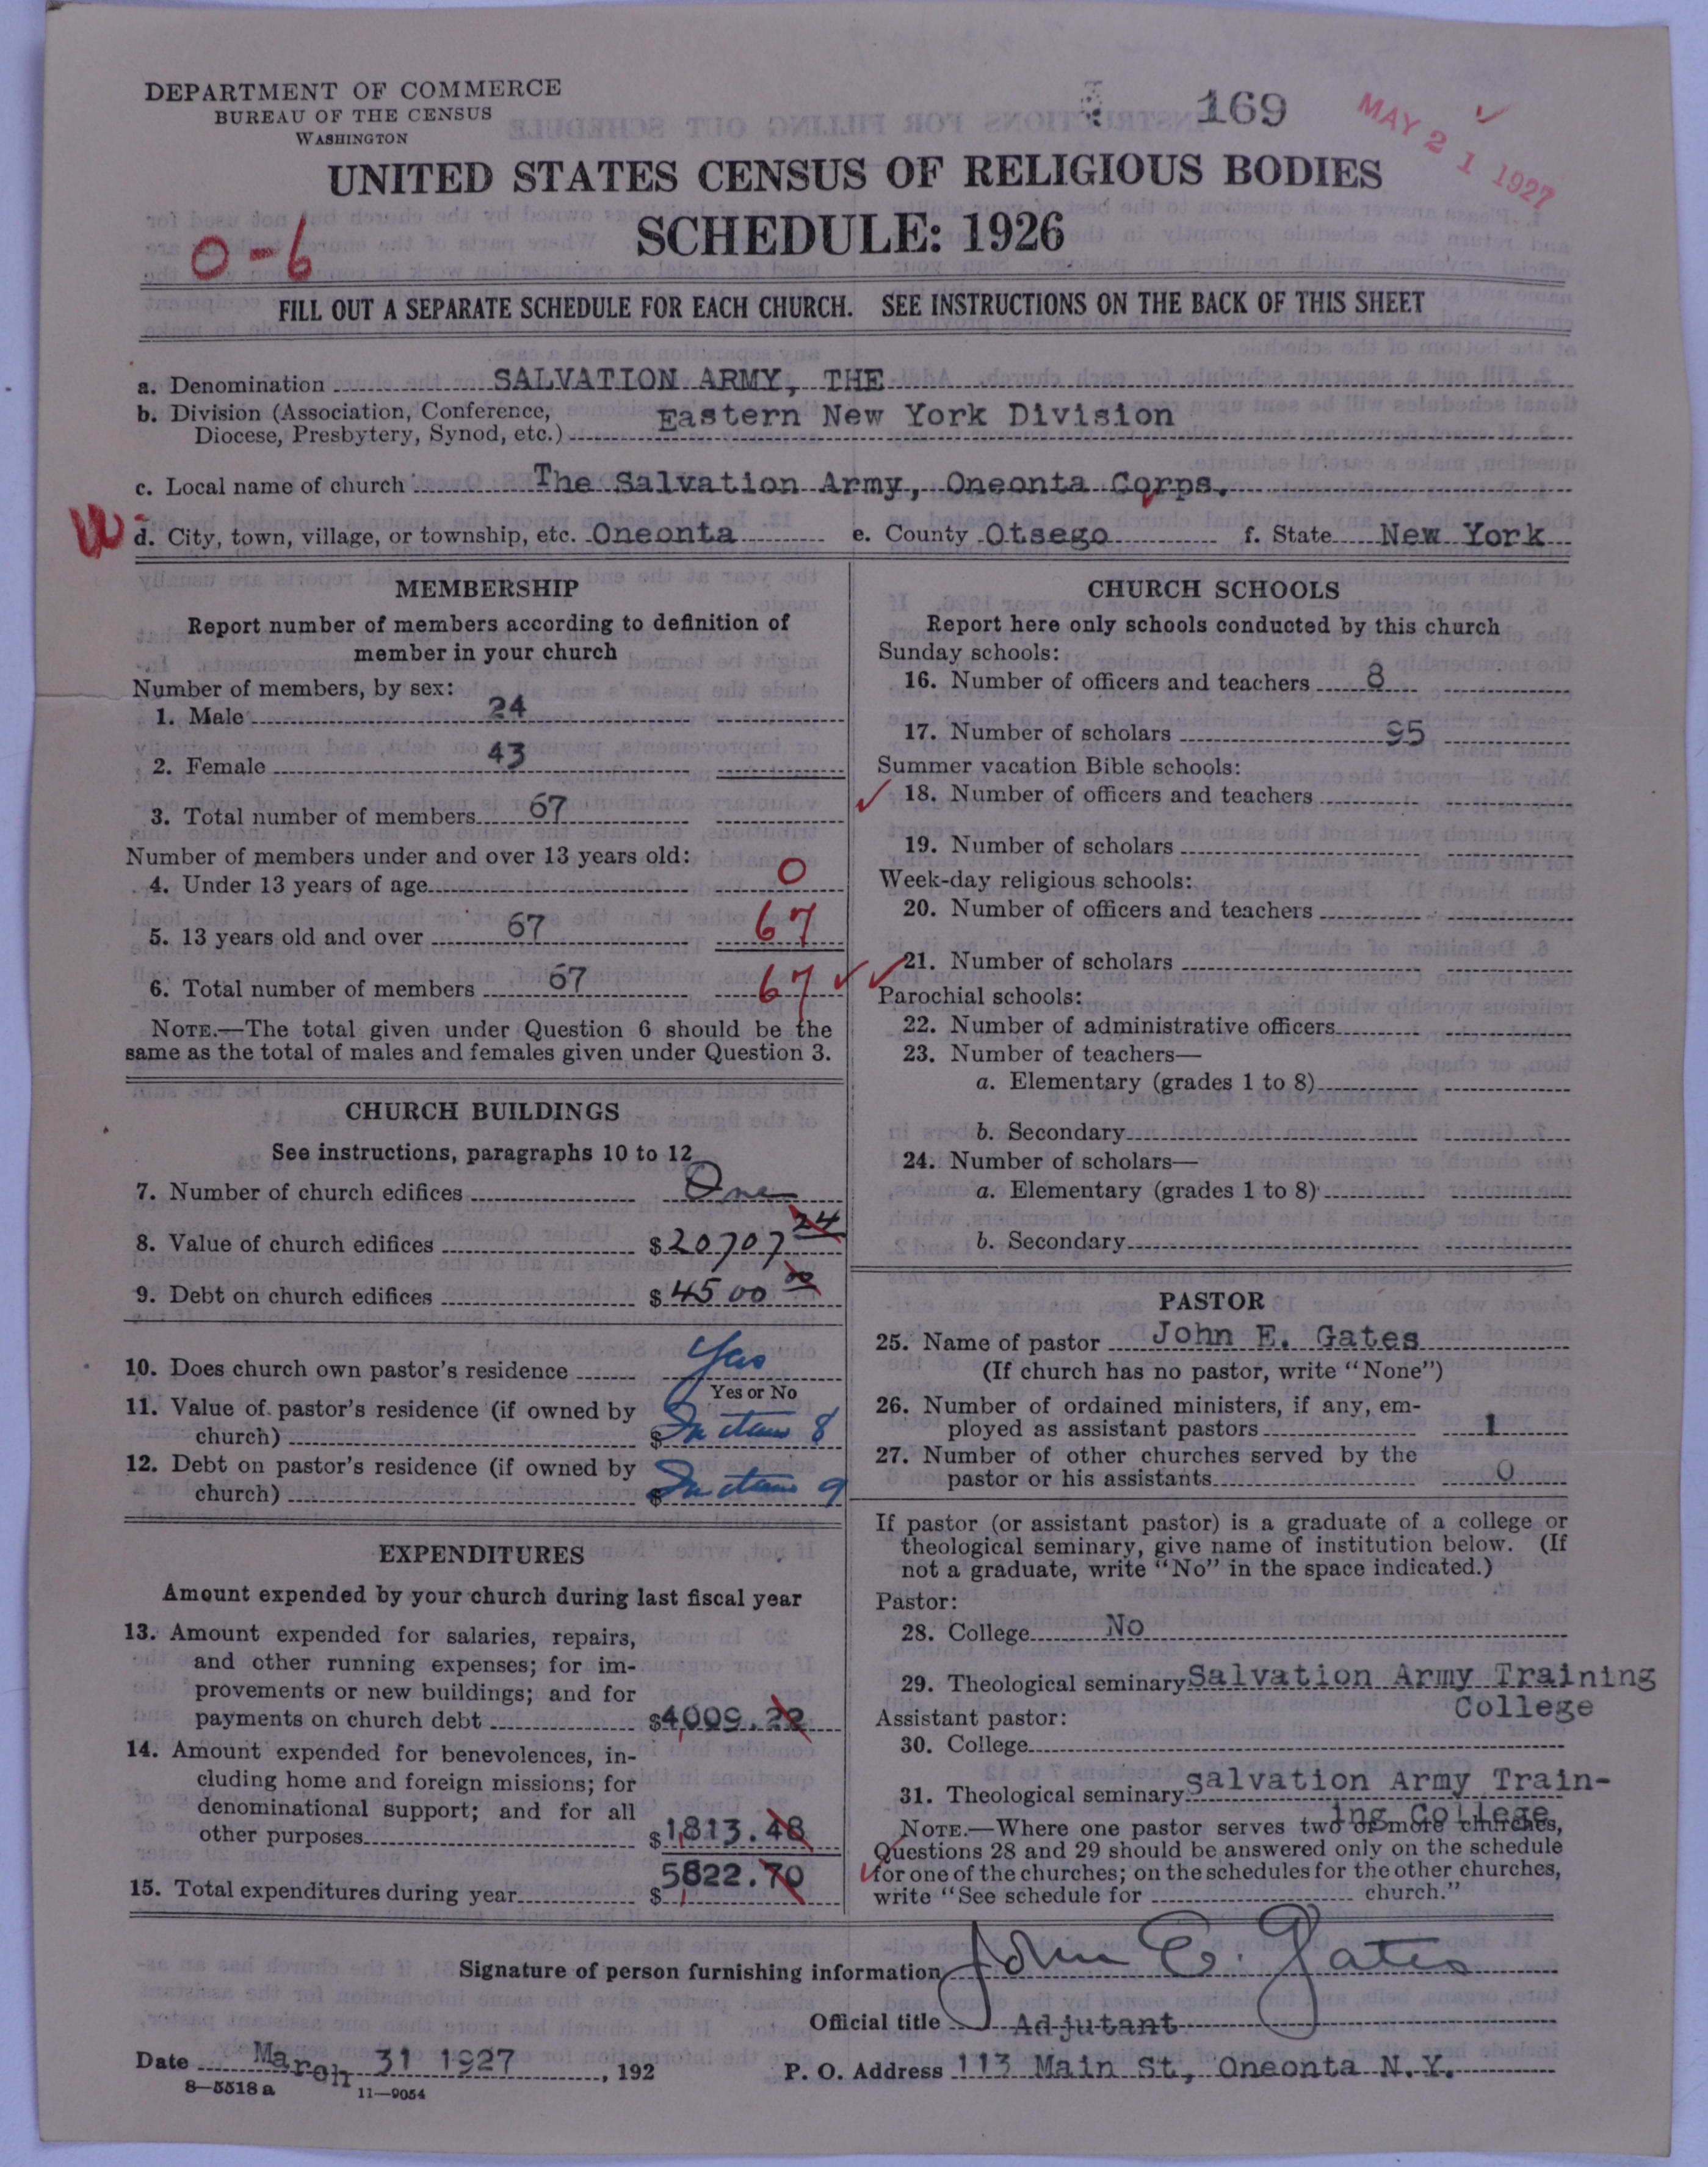 DEPARTMENT OF COMMERCE
BUREAU OF THE CENSUS
WASHINGTON
169
MAY 21 1927
UNITED STATES CENSUS OF RELIGIOUS BODIES
SCHEDULE: 1926
0-6
FILL OUT A SEPARATE SCHEDULE FOR EACH CHURCH. SEE INSTRUCTIONS ON THE BACK OF THIS SHEET
a. Denomination SALVATION ARMY, THE
b. Division (Association, Conference, Diocese, Presbytery, Synod, etc.) Eastern New York Division
c. Local name of church The Salvation Army, Oneonta Corps.
d. City, town, village, or township, etc. Oneonta e. County Otsego f. State New York
MEMBERSHIP
Report number of members according to definition of
member in your church
Number of members, by sex:
1. Male 24
2. Female 43
3. Total number of members 67
Number of members under and over 13 years old:
4. Under 13 years of age 0
5. 13 years old and over 67 67
6. Total number of members 67 67
NOTE.—The total given under Question 6 should be the
same as the total of males and females given under Question 3.
CHURCH BUILDINGS
See instructions, paragraphs 10 to 12
7. Number of church edifices One
8. Value of church edifices $20707 24
9. Debt on church edifices $4500 00
10. Does church own pastor's residence Yes
Yes or No
11. Value of pastor's residence (if owned by
church) $ In item 8
12. Debt on pastor's residence (if owned by
church) $ In item 9
EXPENDITURES
Amount expended by your church during last fiscal year
13. Amount expended for salaries, repairs,
and other running expenses; for im-
provements or new buildings; and for
payments on church debt $4,009.22
14. Amount expended for benevolences, in-
cluding home and foreign missions; for
denominational support; and for all
other purposes $1,813.48
15. Total expenditures during year $5822.70
CHURCH SCHOOLS
Report here only schools conducted by this church
Sunday schools:
16. Number of officers and teachers 8
17. Number of scholars 95
Summer vacation Bible schools:
18. Number of officers and teachers
19. Number of scholars
Week-day religious schools:
20. Number of officers and teachers
21. Number of scholars
Parochial schools:
22. Number of administrative officers
23. Number of teachers—
a. Elementary (grades 1 to 8)
b. Secondary
24. Number of scholars—
a. Elementary (grades 1 to 8)
b. Secondary
PASTOR
25. Name of pastor John E. Gates
(If church has no pastor, write "None")
26. Number of ordained ministers, if any, em-
ployed as assistant pastors 1
27. Number of other churches served by the
pastor or his assistants 0
If pastor (or assistant pastor) is a graduate of a college or
theological seminary, give name of institution below. (If
not a graduate, write "No" in the space indicated.)
Pastor:
28. College No
29. Theological seminary Salvation Army Training
College
Assistant pastor:
30. College
31. Theological seminary Salvation Army Train-
ing College
NOTE.—Where one pastor serves two or more churches,
Questions 28 and 29 should be answered only on the schedule
for one of the churches; on the schedules for the other churches,
write "See schedule for church."
Signature of person furnishing information John E. Gates
Official title Adjutant
Date March 31 1927, 192 P. O. Address 113 Main St, Oneonta N.Y.
8—5518 a 11—9054